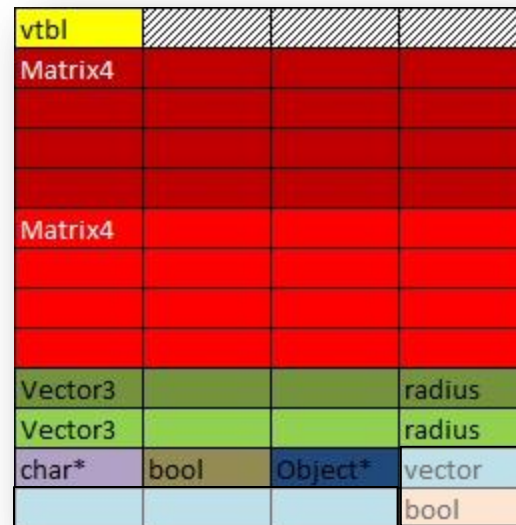 vtbl
Matrix4
Matrix4
Vector3 radius
Vector3 radius
char* bool Object* vector
bool